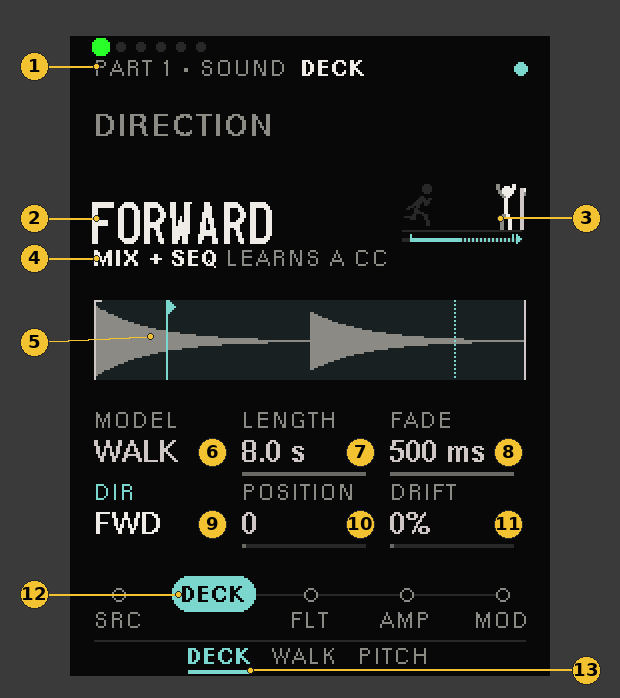 1 PART 1 · SOUND DECK
DIRECTION
2 FORWARD 3
4 MIX + SEQ LEARNS A CC
5
MODEL LENGTH FADE
WALK 6 8.0 s 7 500 ms 8
DIR POSITION DRIFT
FWD 9 0 10 0% 11
12 DECK
SRC FLT AMP MOD
DECK WALK PITCH
13